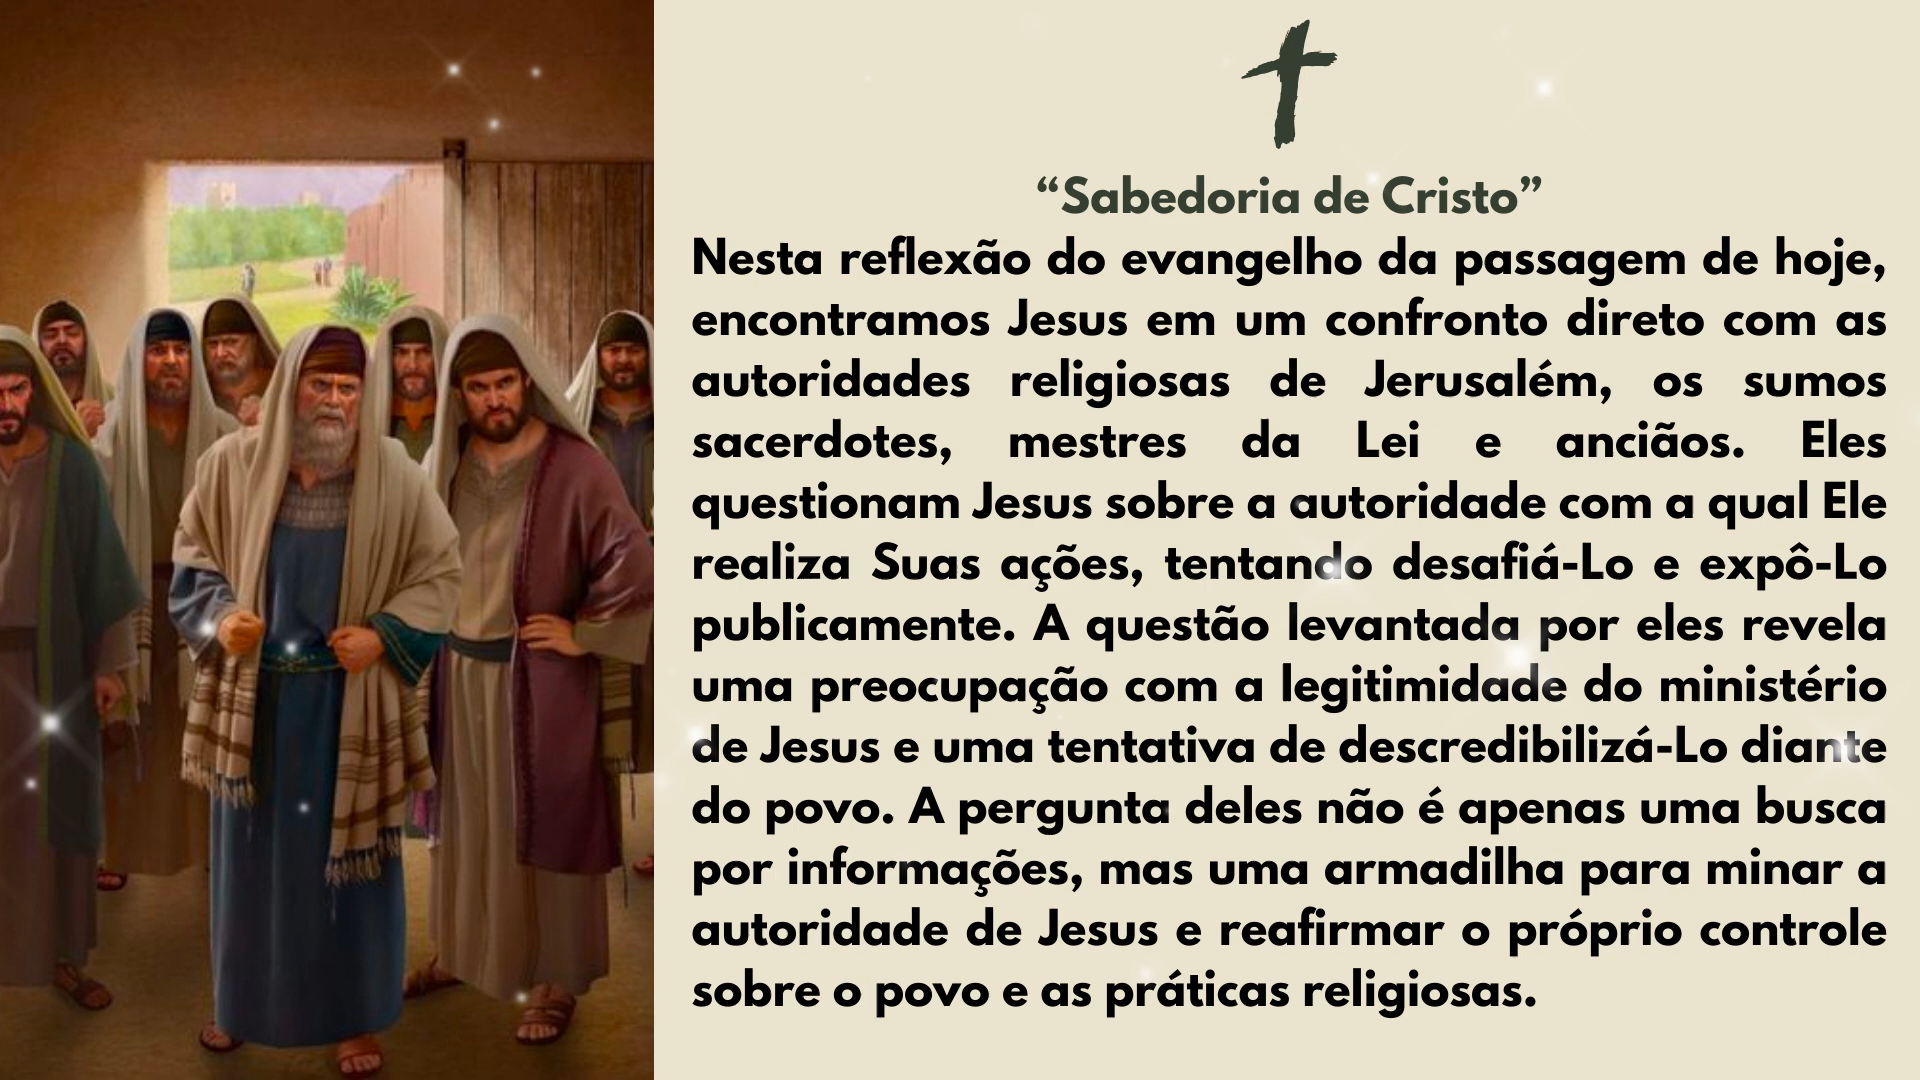 “Sabedoria de Cristo”
Nesta reflexão do evangelho da passagem de hoje,
encontramos Jesus em um confronto direto com as
autoridades religiosas de Jerusalém, os sumos
sacerdotes, mestres da Lei e anciãos. Eles
questionam Jesus sobre a autoridade com a qual Ele
realiza Suas ações, tentando desafiá-Lo e expô-Lo
publicamente. A questão levantada por eles revela
uma preocupação com a legitimidade do ministério
de Jesus e uma tentativa de descredibilizá-Lo diante
do povo. A pergunta deles não é apenas uma busca
por informações, mas uma armadilha para minar a
autoridade de Jesus e reafirmar o próprio controle
sobre o povo e as práticas religiosas.